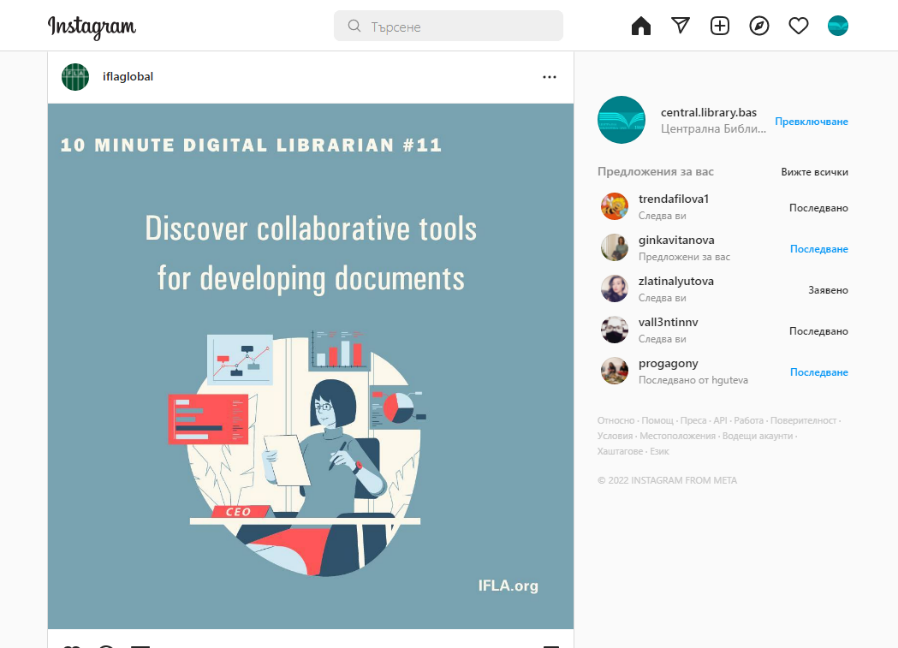 Instagram
Търсене
iflaglobal
10 MINUTE DIGITAL LIBRARIAN #11
Discover collaborative tools
for developing documents
CEO
IFLA.org
central.library.bas
Централна Библи...
Превключване
Предложения за вас
Вижте всички
trendafilova1
Следва ви
Последвано
ginkavitanova
Предложени за вас
Последване
zlatinalyutova
Следва ви
Заявено
vall3ntinnv
Следва ви
Последвано
progagony
Последвано от hguteva
Последване
Относно · Помощ · Преса · API · Работа · Поверителност ·
Условия · Местоположения · Водещи акаунти ·
Хаштагове · Език
© 2022 INSTAGRAM FROM META